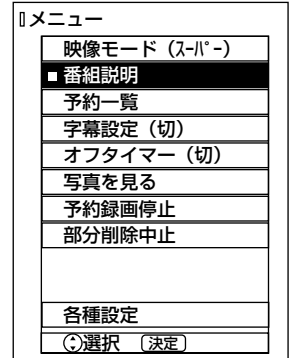 メニュー
映像モード（ｽｰﾊﾟｰ）
■ 番組説明
予約一覧
字幕設定（切）
オフタイマー（切）
写真を見る
予約録画停止
部分削除中止
各種設定
選択 決定